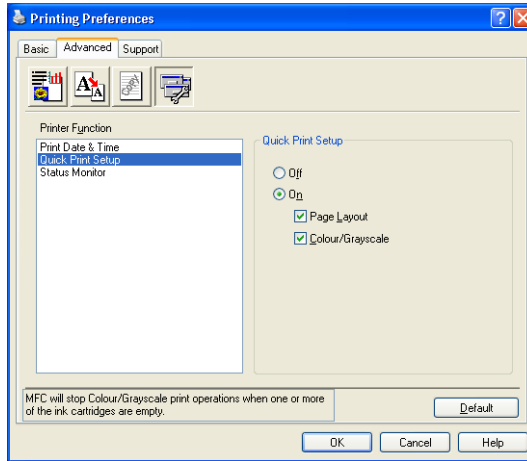 Printing Preferences
Basic Advanced Support
Printer Function
Print Date & Time
Quick Print Setup
Status Monitor
Quick Print Setup
Off
On
Page Layout
Colour/Grayscale
MFC will stop Colour/Grayscale print operations when one or more
of the ink cartridges are empty.
Default
OK Cancel Help